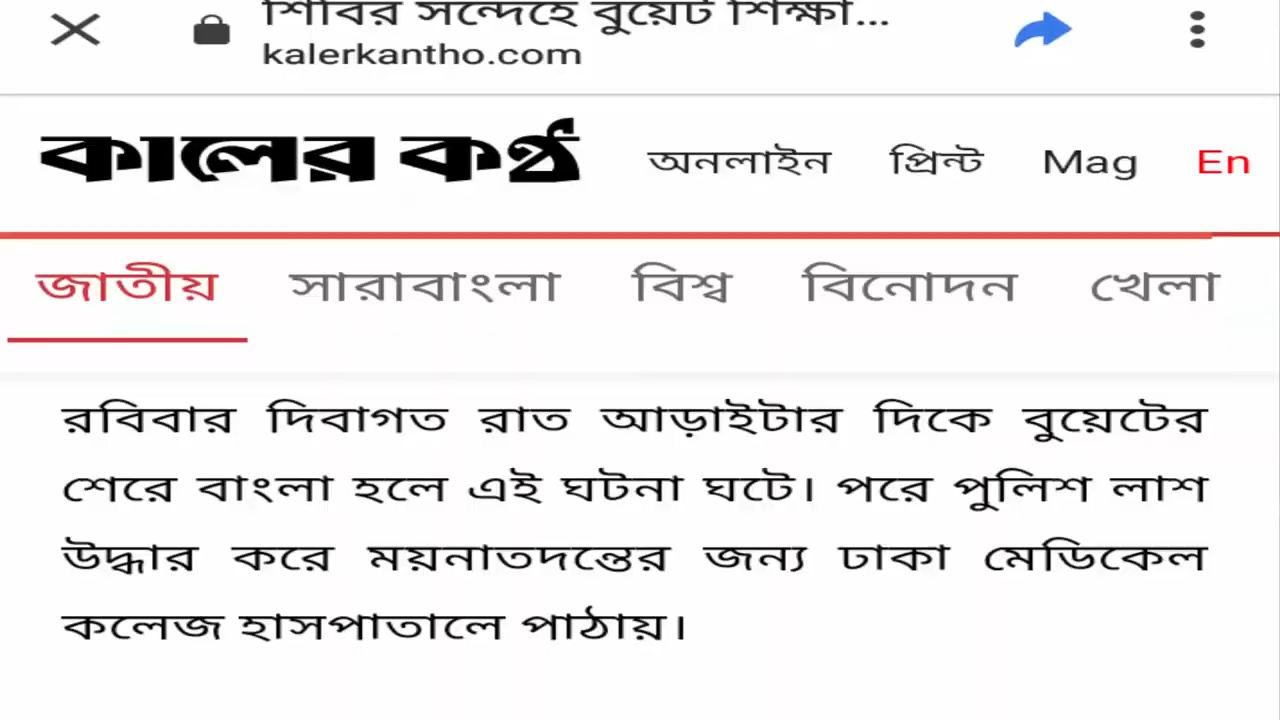 শিবির সন্দেহে বুয়েট শিক্ষা...
kalerkantho.com
কালের কণ্ঠ অনলাইন প্রিন্ট Mag En
জাতীয় সারাবাংলা বিশ্ব বিনোদন খেলা
রবিবার দিবাগত রাত আড়াইটার দিকে বুয়েটের
শেরে বাংলা হলে এই ঘটনা ঘটে। পরে পুলিশ লাশ
উদ্ধার করে ময়নাতদন্তের জন্য ঢাকা মেডিকেল
কলেজ হাসপাতালে পাঠায়।